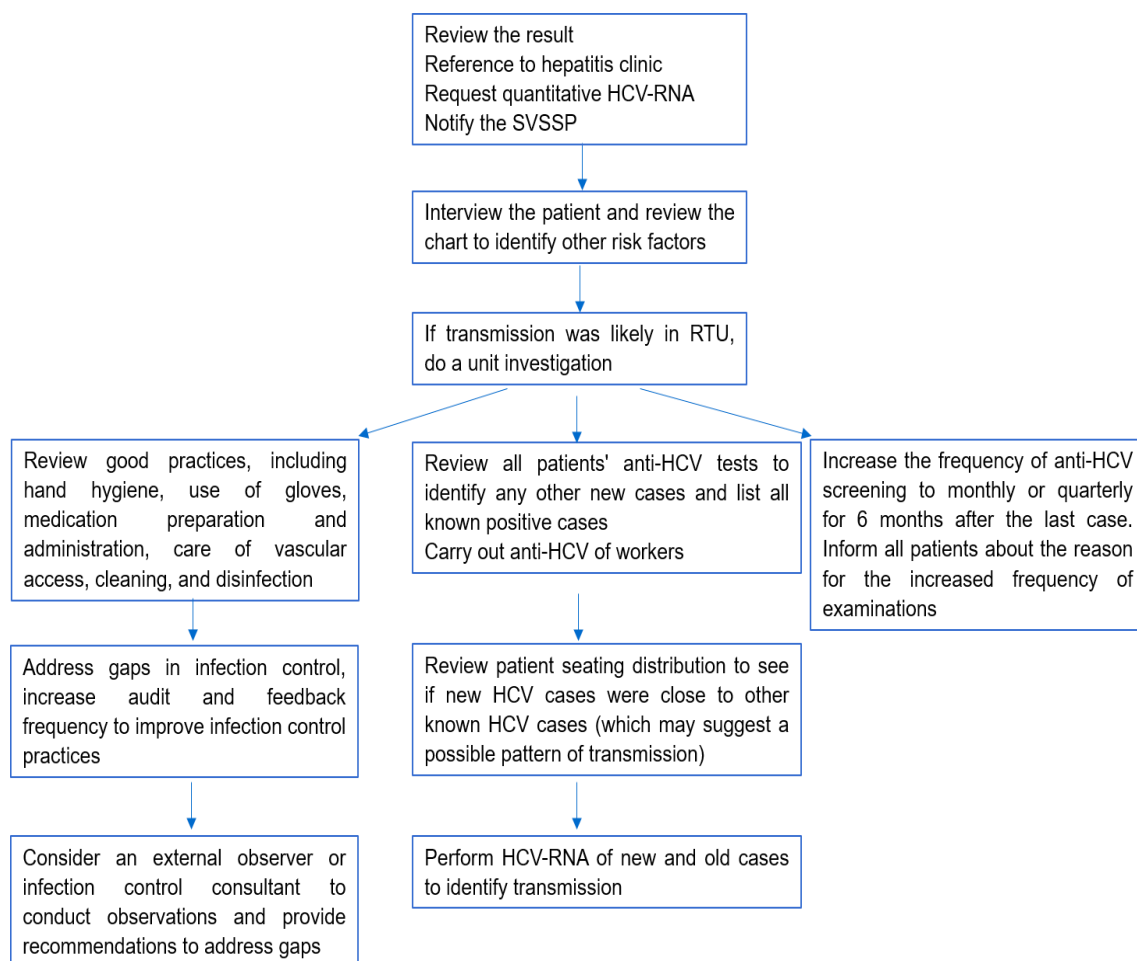 Review the result
Reference to hepatitis clinic
Request quantitative HCV-RNA
Notify the SVSSP
Interview the patient and review the
chart to identify other risk factors
If transmission was likely in RTU,
do a unit investigation
Review good practices, including
hand hygiene, use of gloves,
medication preparation and
administration, care of vascular
access, cleaning, and disinfection
Review all patients' anti-HCV tests to
identify any other new cases and list all
known positive cases
Carry out anti-HCV of workers
Increase the frequency of anti-HCV
screening to monthly or quarterly
for 6 months after the last case.
Inform all patients about the reason
for the increased frequency of
examinations
Address gaps in infection control,
increase audit and feedback
frequency to improve infection control
practices
Review patient seating distribution to see
if new HCV cases were close to other
known HCV cases (which may suggest a
possible pattern of transmission)
Consider an external observer or
infection control consultant to
conduct observations and provide
recommendations to address gaps
Perform HCV-RNA of new and old cases
to identify transmission